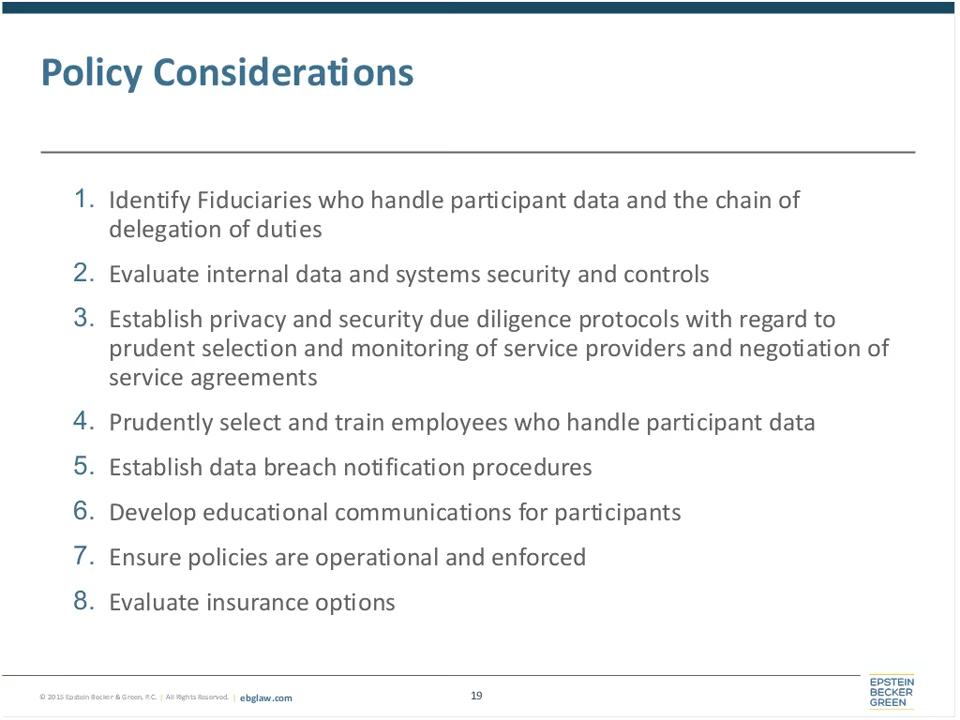 Policy Considerations
1. Identify Fiduciaries who handle participant data and the chain of
delegation of duties
2. Evaluate internal data and systems security and controls
3. Establish privacy and security due diligence protocols with regard to
prudent selection and monitoring of service providers and negotiation of
service agreements
4. Prudently select and train employees who handle participant data
5. Establish data breach notification procedures
6. Develop educational communications for participants
7. Ensure policies are operational and enforced
8. Evaluate insurance options
© 2015 Epstein Becker & Green, P.C. | All Rights Reserved. | ebglaw.com
19
EPSTEIN
BECKER
GREEN